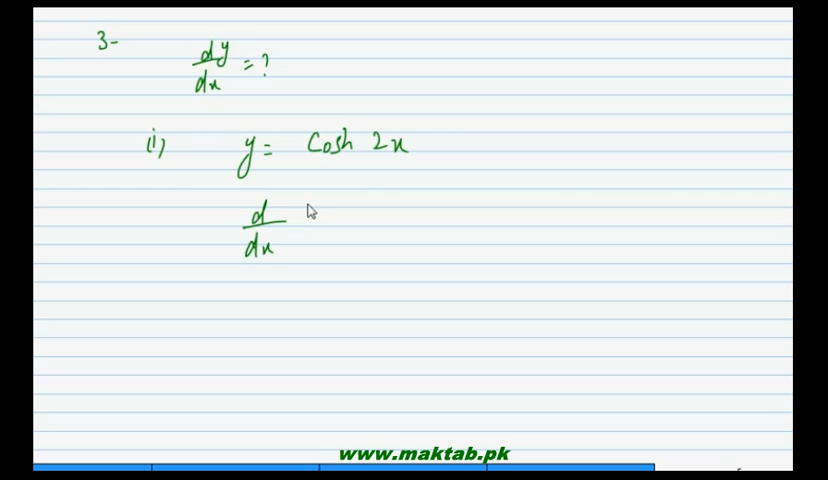 3-
dy/dx = ?
(i) y = Cosh 2x
d/dx
www.maktab.pk